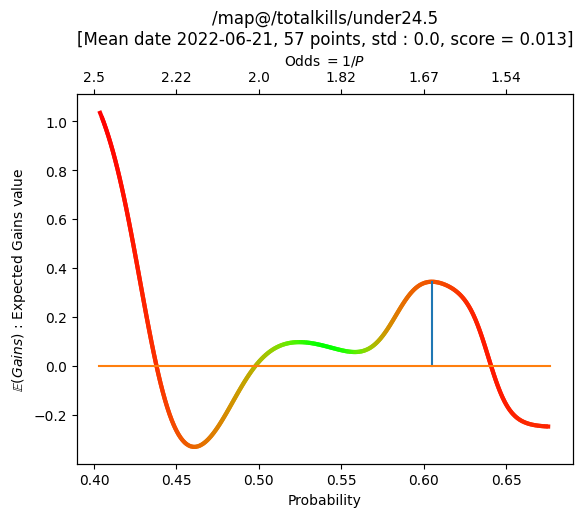 /map@/totalkills/under24.5
[Mean date 2022-06-21, 57 points, std : 0.0, score = 0.013]
Odds = 1/P
2.5 2.22 2.0 1.82 1.67 1.54
1.0
0.8
0.6
0.4
0.2
0.0
−0.2
𝔼(Gains) : Expected Gains value
0.40 0.45 0.50 0.55 0.60 0.65
Probability